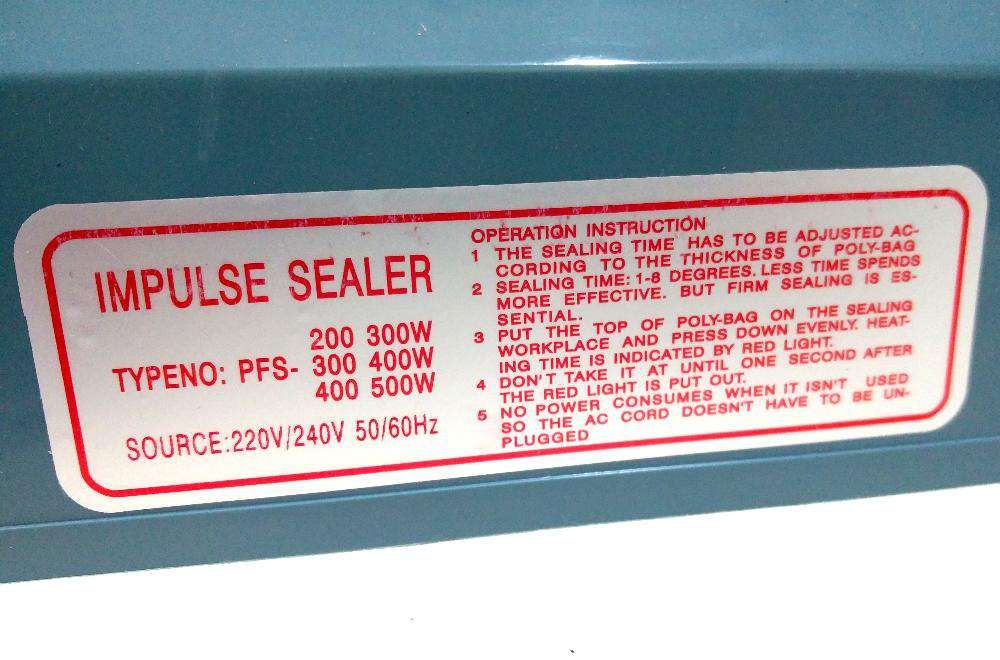 IMPULSE SEALER
200 300W
TYPENO: PFS- 300 400W
400 500W
SOURCE:220V/240V 50/60Hz
OPERATION INSTRUCTION
1 THE SEALING TIME HAS TO BE ADJUSTED AC-
CORDING TO THE THICKNESS OF POLY-BAG
2 SEALING TIME: 1-8 DEGREES. LESS TIME SPENDS
MORE EFFECTIVE. BUT FIRM SEALING IS ES-
SENTIAL.
3 PUT THE TOP OF POLY-BAG ON THE SEALING
WORKPLACE AND PRESS DOWN EVENLY. HEAT-
ING TIME IS INDICATED BY RED LIGHT.
4 DON'T TAKE IT AT UNTIL ONE SECOND AFTER
THE RED LIGHT IS PUT OUT.
5 NO POWER CONSUMES WHEN IT ISN'T USED
SO THE AC CORD DOESN'T HAVE TO BE UN-
PLUGGED